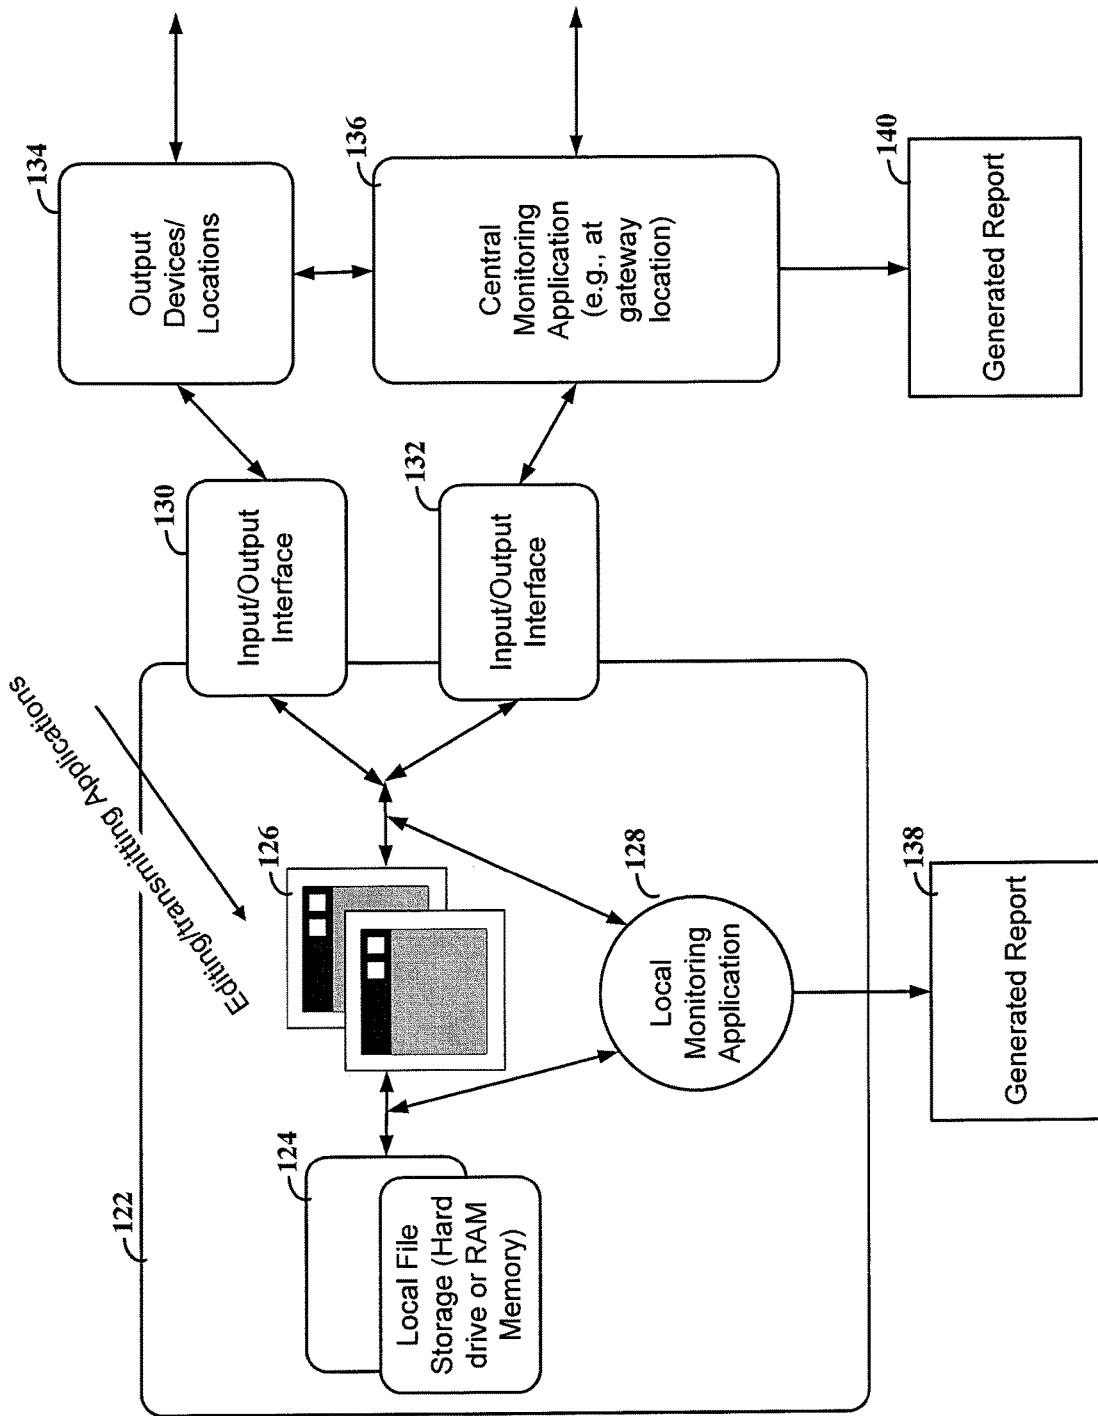 122
Editing/transmitting Applications
124
Local File
Storage (Hard
drive or RAM
Memory)
126
128
Local
Monitoring
Application
130
Input/Output
Interface
132
Input/Output
Interface
134
Output
Devices/
Locations
136
Central
Monitoring
Application
(e.g., at
gateway
location)
138
Generated Report
140
Generated Report